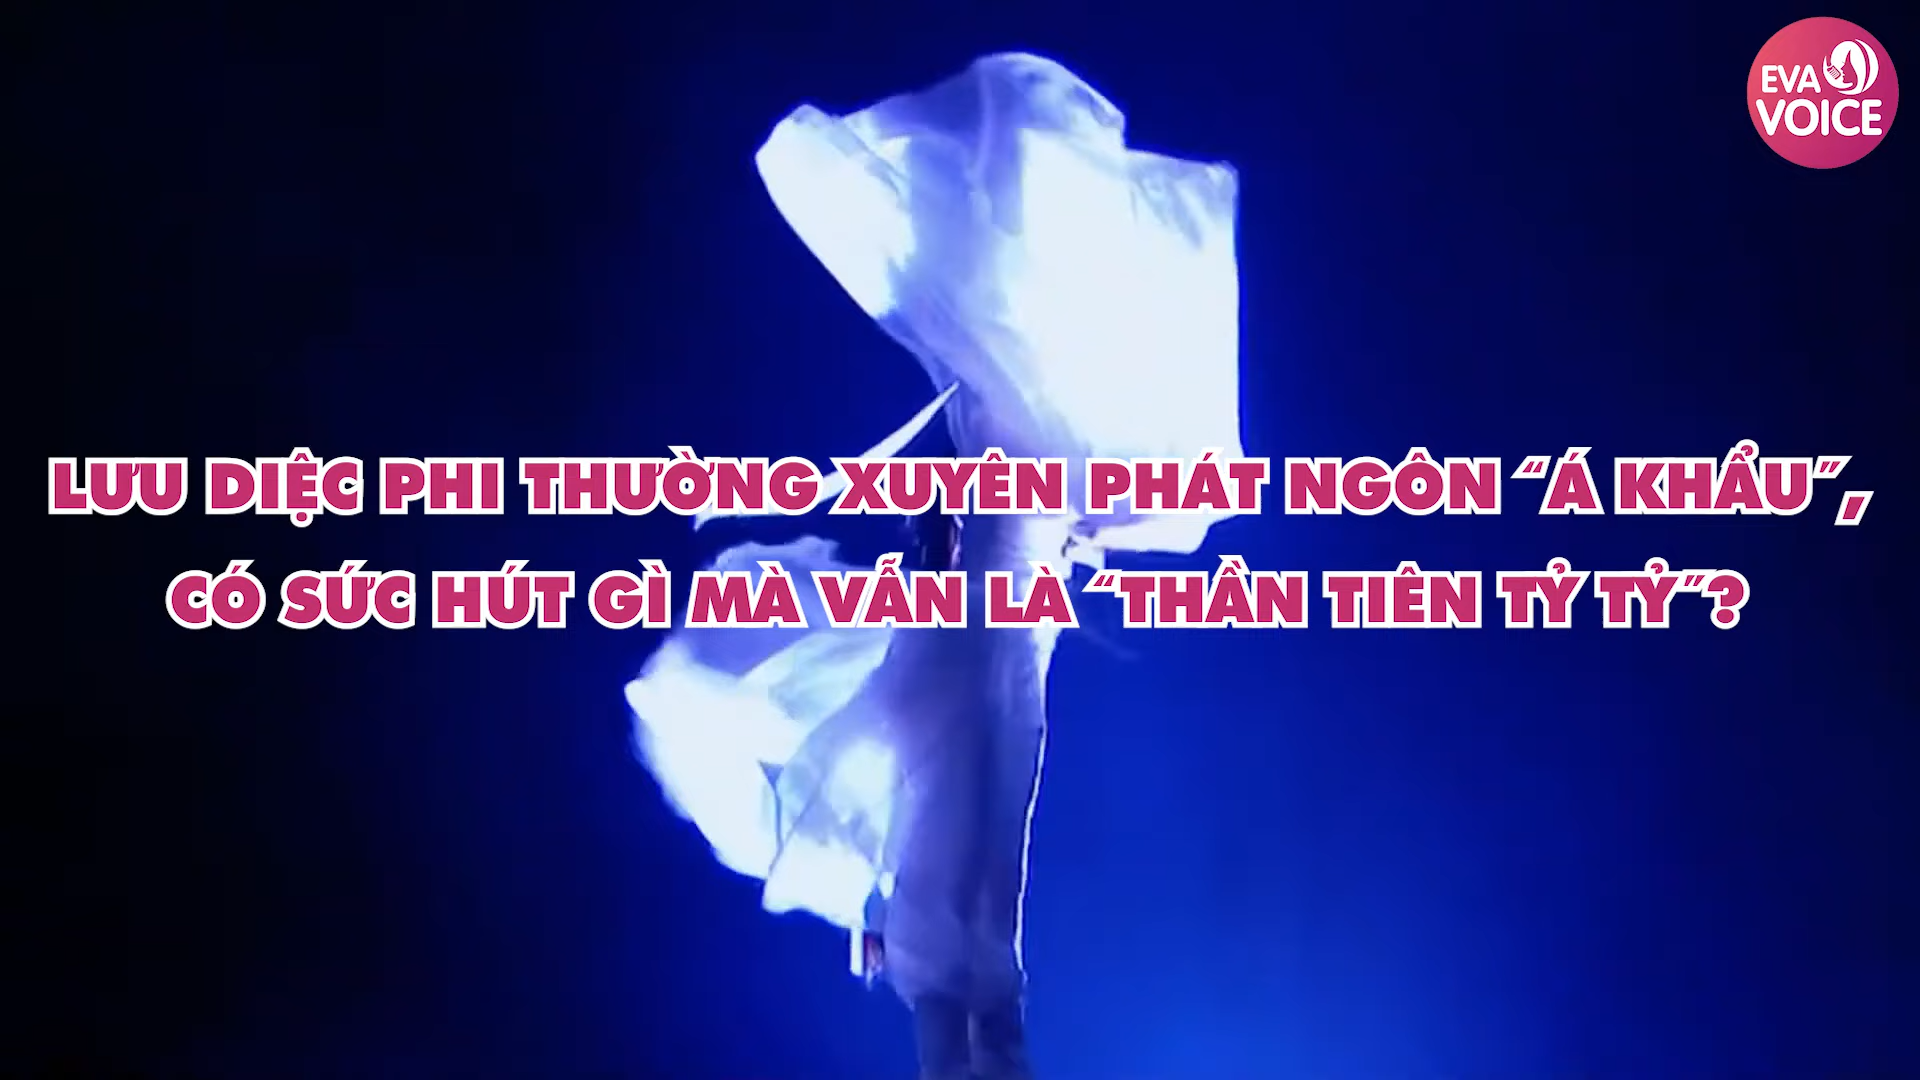 EVA
VOICE
LƯU DIỆC PHI THƯỜNG XUYÊN PHÁT NGÔN “Á KHẨU”,
CÓ SỨC HÚT GÌ MÀ VẪN LÀ “THẦN TIÊN TỶ TỶ”?